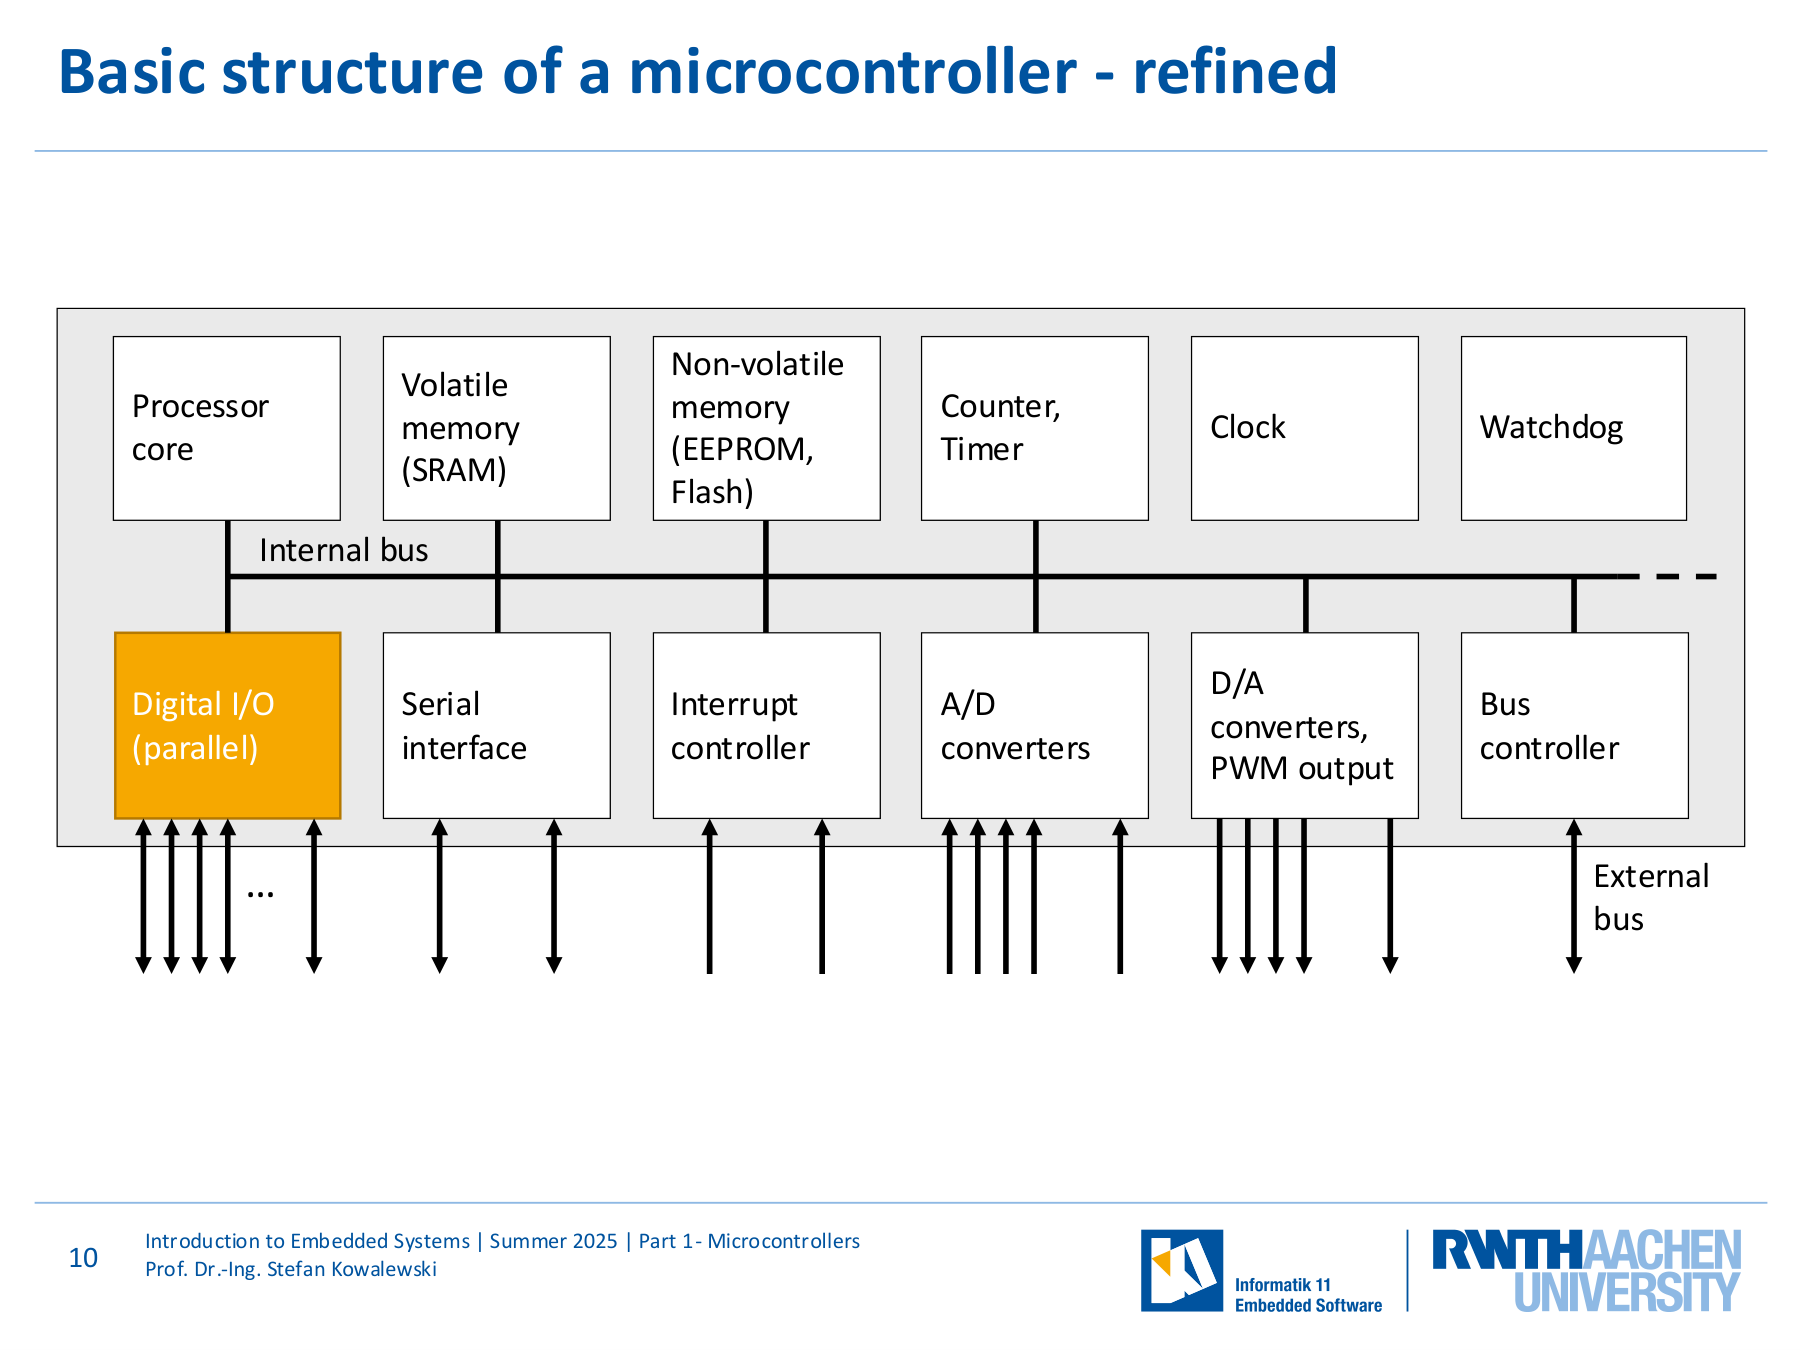 Basic structure of a microcontroller - refined
Processor
core
Volatile
memory
(SRAM)
Non-volatile
memory
(EEPROM,
Flash)
Counter,
Timer
Clock
Watchdog
Internal bus
Digital I/O
(parallel)
Serial
interface
Interrupt
controller
A/D
converters
D/A
converters,
PWM output
Bus
controller
...
External
bus
10
Introduction to Embedded Systems | Summer 2025 | Part 1- Microcontrollers
Prof. Dr.-Ing. Stefan Kowalewski
Informatik 11
Embedded Software
RWTHAACHEN
UNIVERSITY